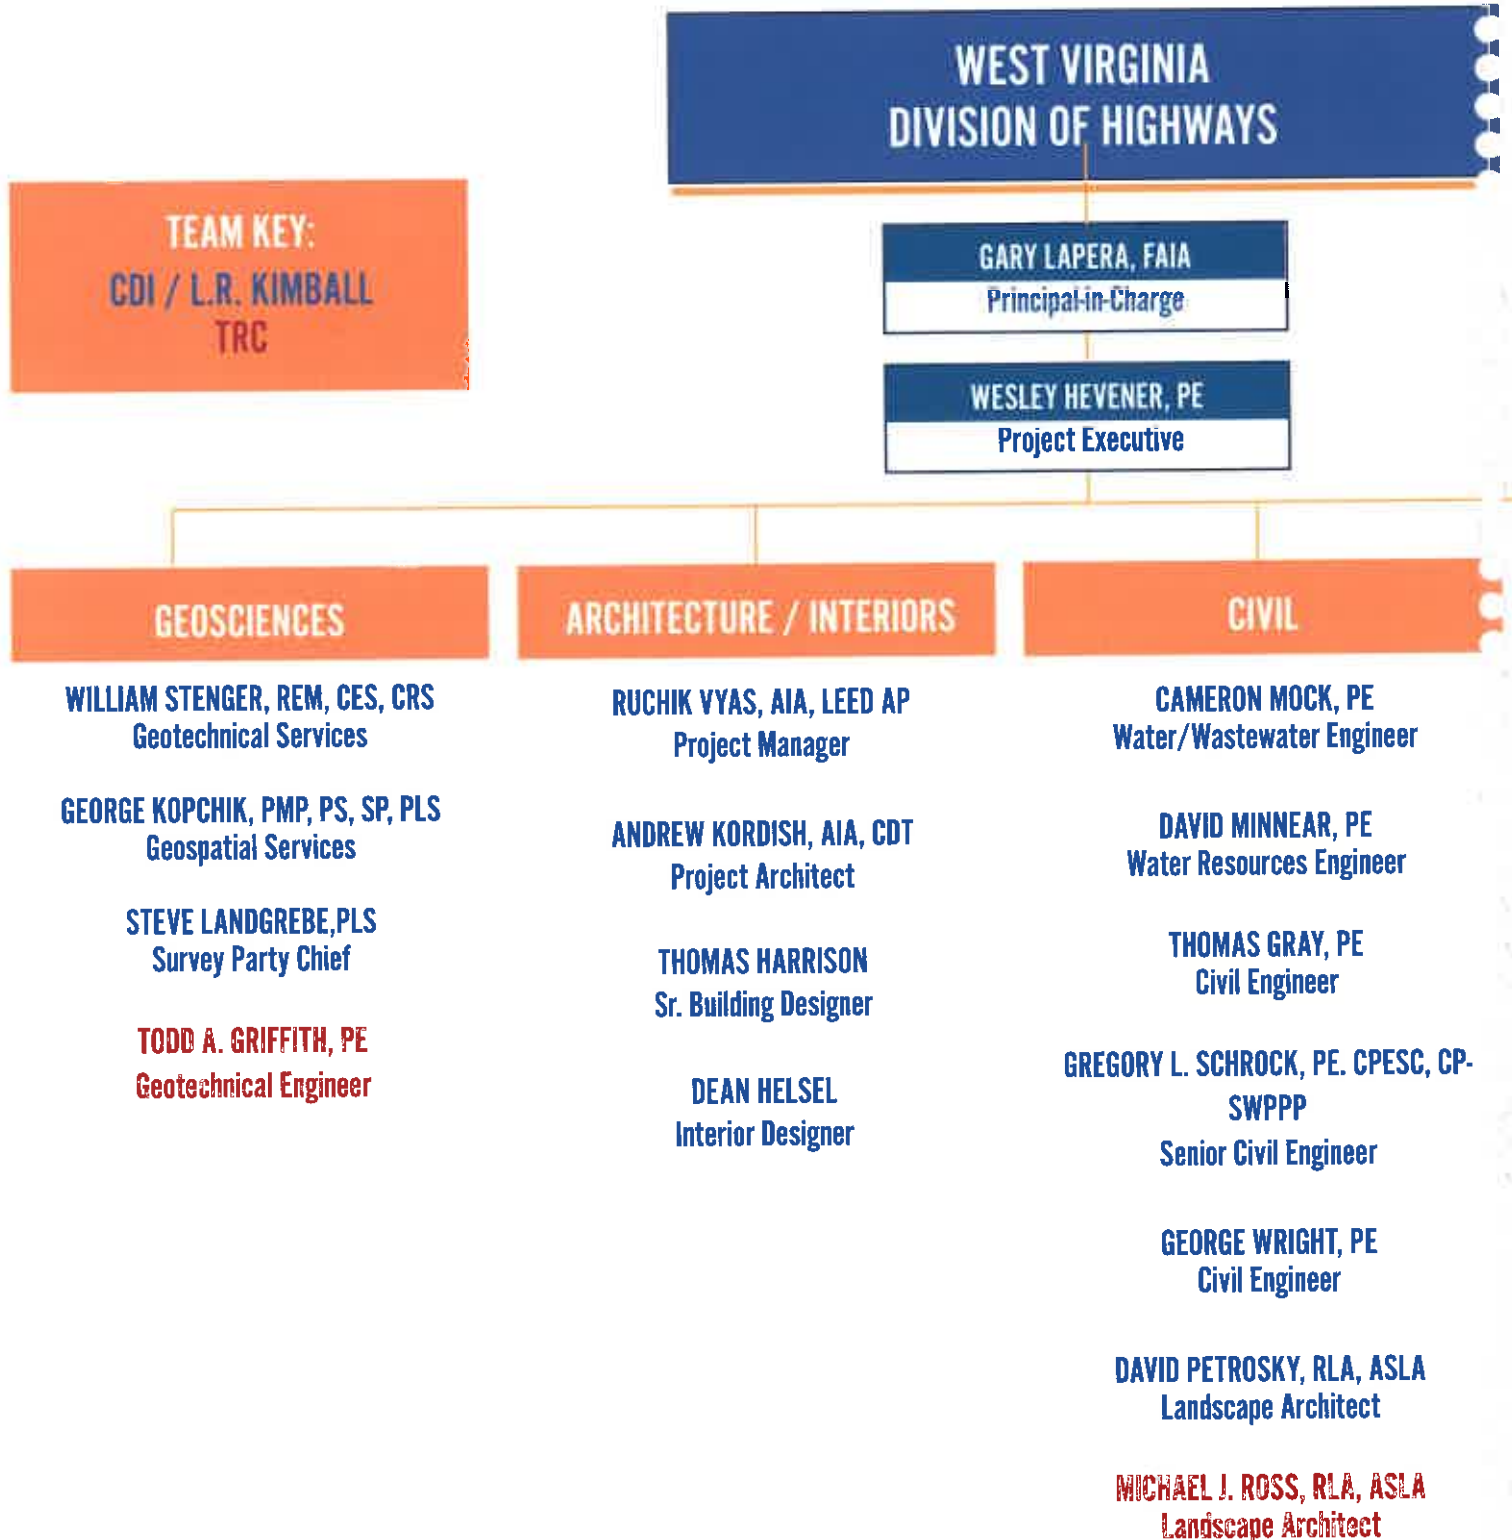 WEST VIRGINIA
DIVISION OF HIGHWAYS
TEAM KEY:
CDI / L.R. KIMBALL
TRC
GARY LAPERA, FAIA
Principal-in-Charge
WESLEY HEVENER, PE
Project Executive
GEOSCIENCES
WILLIAM STENGER, REM, CES, CRS
Geotechnical Services
GEORGE KOPCHIK, PMP, PS, SP, PLS
Geospatial Services
STEVE LANDGREBE,PLS
Survey Party Chief
TODD A. GRIFFITH, PE
Geotechnical Engineer
ARCHITECTURE / INTERIORS
RUCHIK VYAS, AIA, LEED AP
Project Manager
ANDREW KORDISH, AIA, CDT
Project Architect
THOMAS HARRISON
Sr. Building Designer
DEAN HELSEL
Interior Designer
CIVIL
CAMERON MOCK, PE
Water/Wastewater Engineer
DAVID MINNEAR, PE
Water Resources Engineer
THOMAS GRAY, PE
Civil Engineer
GREGORY L. SCHROCK, PE. CPESC, CP-
SWPPP
Senior Civil Engineer
GEORGE WRIGHT, PE
Civil Engineer
DAVID PETROSKY, RLA, ASLA
Landscape Architect
MICHAEL J. ROSS, RLA, ASLA
Landscape Architect